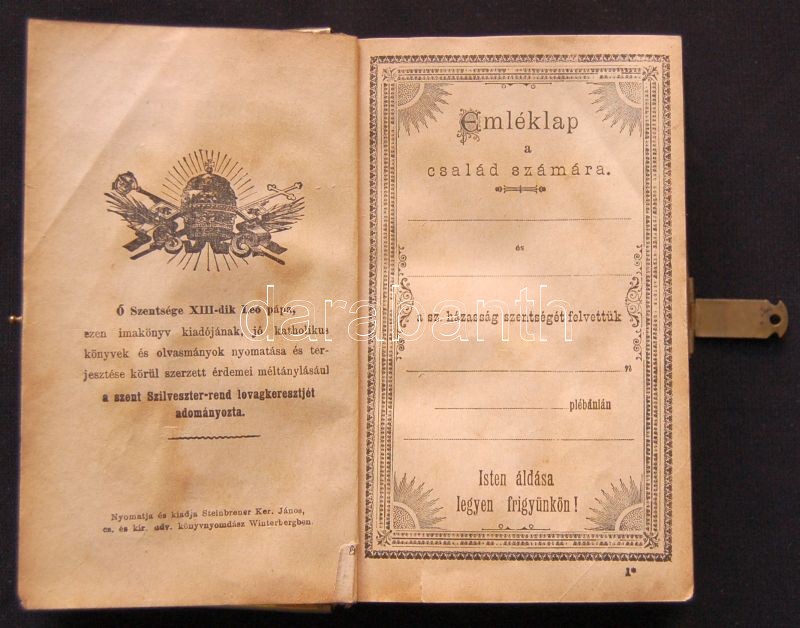 Ó Szentsége XIII-dik Leó pápa,
ezen imakönyv kiadójának, jó katholikus
könyvek és olvasmányok nyomatása és ter-
jesztése körül szerzett érdemei méltánylásául
a szent Szilveszter-rend lovagkeresztjét
adományozta.
Nyomatja és kiadja Steinbrener Ker. János,
cs. és kir. udv. könyvnyomdász Winterbergben.
Emléklap
a
család számára.
és
a sz. házasság szentségét felvettük
n
plébánián
Isten áldása
legyen frigyünkön!
1*
darabanth